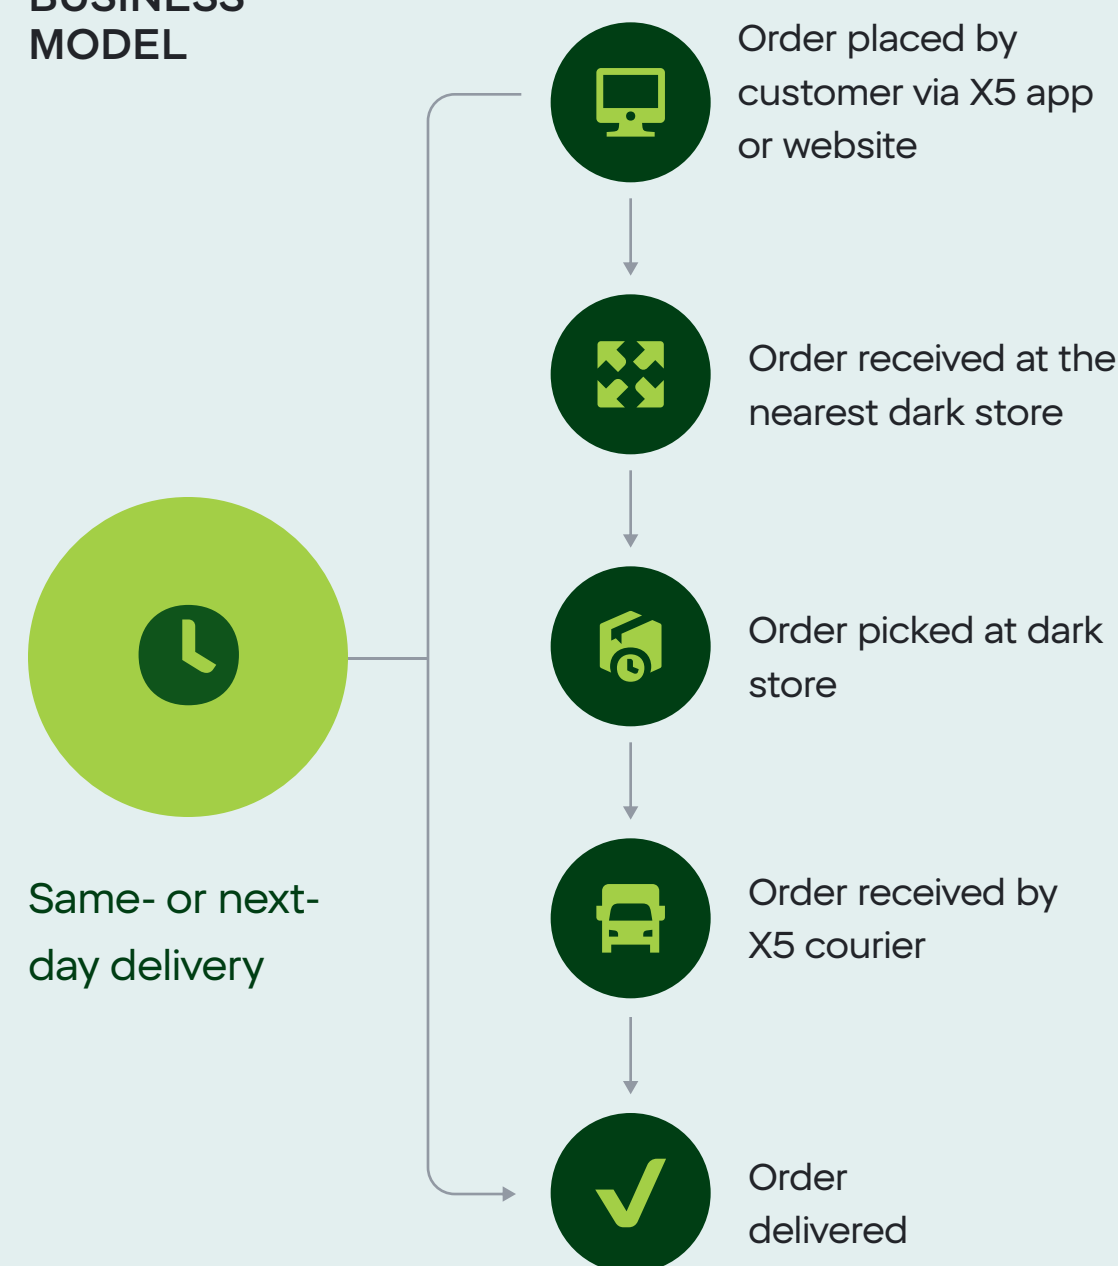 BUSINESS
MODEL
Order placed by
customer via X5 app
or website
Order received at the
nearest dark store
Order picked at dark
store
Same- or next-
day delivery
Order received by
X5 courier
Order
delivered